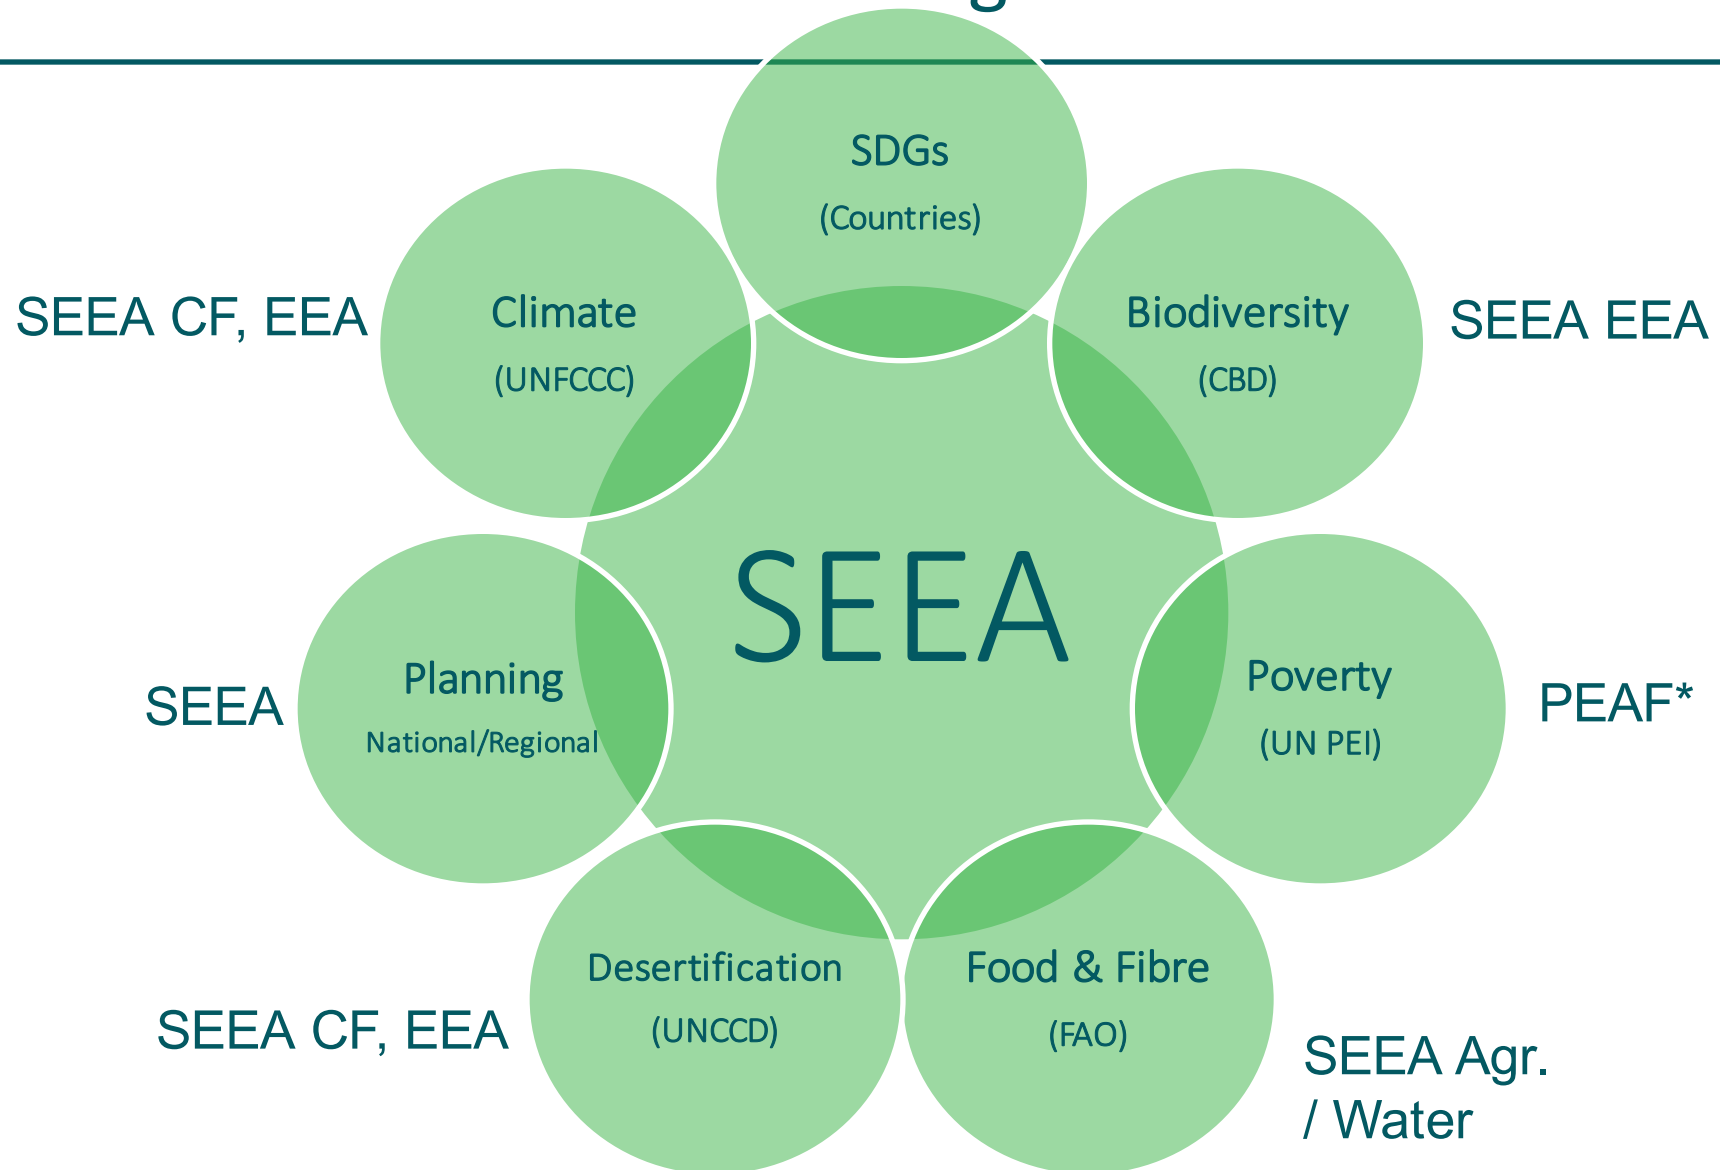 SDGs
(Countries)
SEEA CF, EEA
Climate
(UNFCCC)
Biodiversity
(CBD)
SEEA EEA
SEEA
SEEA
Planning
National/Regional
Poverty
(UN PEI)
PEAF*
SEEA CF, EEA
Desertification
(UNCCD)
Food & Fibre
(FAO)
SEEA Agr.
/ Water